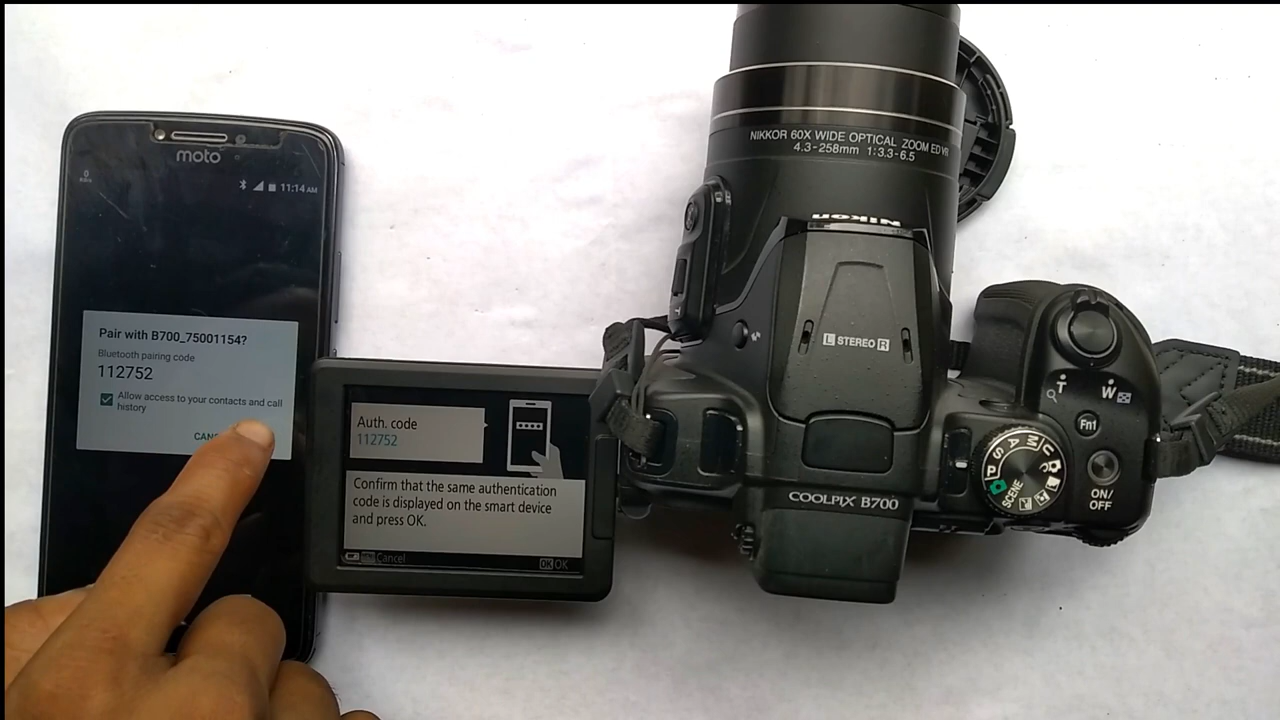 moto
11:14 AM
Pair with B700_75001154?
Bluetooth pairing code
112752
Allow access to your contacts and call
history
Auth. code
112752
Confirm that the same authentication
code is displayed on the smart device
and press OK.
Cancel
OK OK
NIKKOR 60X WIDE OPTICAL ZOOM ED VR
4.3-258mm 1:3.3-6.5
Nikon
L STEREO R
COOLPIX B700
T
W
Fn1
U
M
A
S
P
SCENE
ON/
OFF